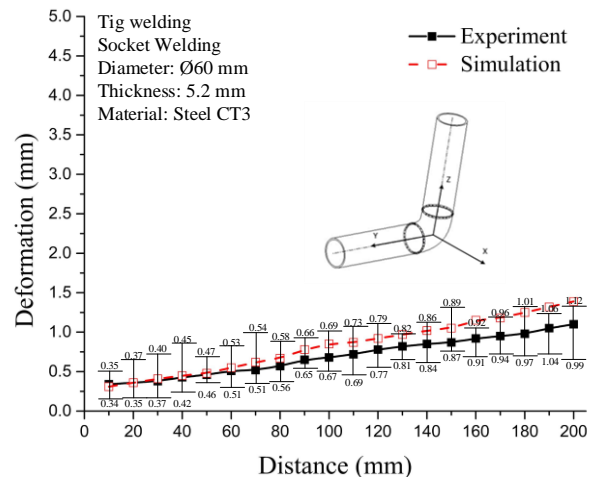 Tig welding
Socket Welding
Diameter: Ø60 mm
Thickness: 5.2 mm
Material: Steel CT3
Experiment
Simulation
Deformation (mm)
5.0
4.5
4.0
3.5
3.0
2.5
2.0
1.5
1.0
0.5
0.0
Z
Y
X
0.35 0.37 0.40 0.45 0.47 0.53 0.54 0.58 0.66 0.69 0.73 0.79 0.82 0.86 0.89 0.92 0.96 1.01 1.06 1.12
0.34 0.35 0.37 0.42 0.46 0.51 0.51 0.56 0.65 0.67 0.69 0.77 0.81 0.84 0.87 0.91 0.94 0.97 1.04 0.99
0 20 40 60 80 100 120 140 160 180 200
Distance (mm)